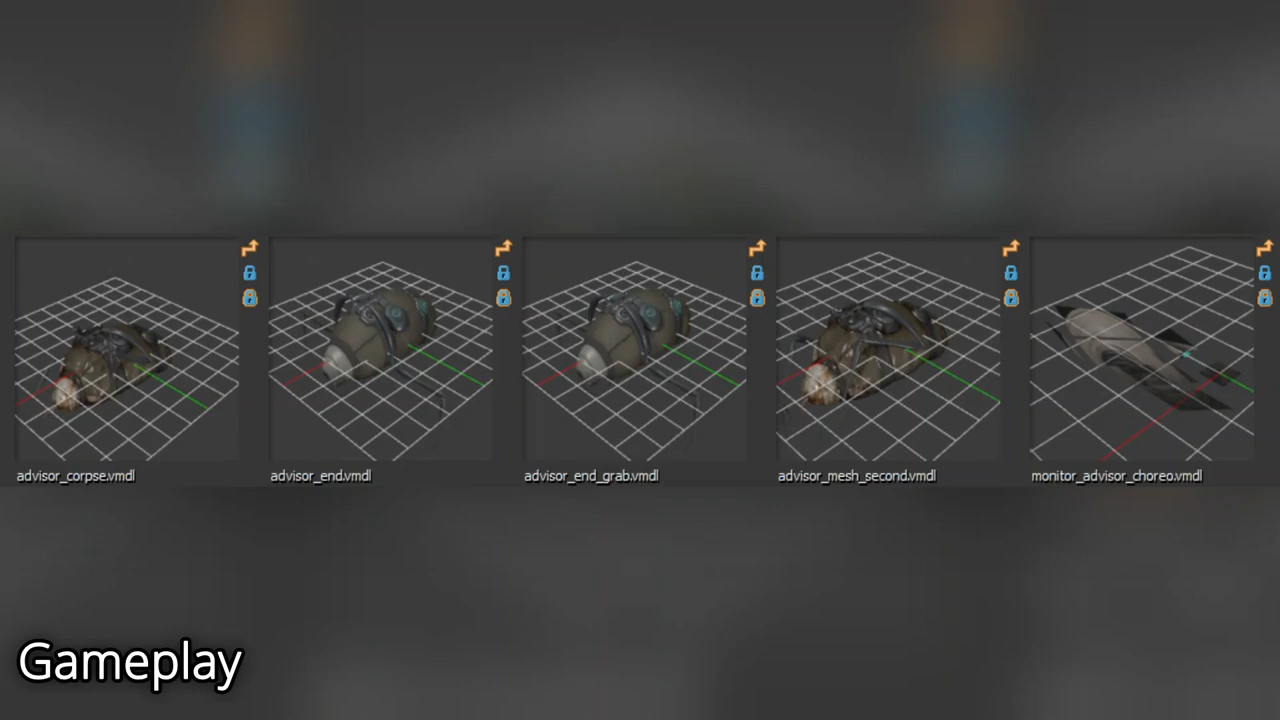 advisor_corpse.vmdl
advisor_end.vmdl
advisor_end_grab.vmdl
advisor_mesh_second.vmdl
monitor_advisor_choreo.vmdl
Gameplay